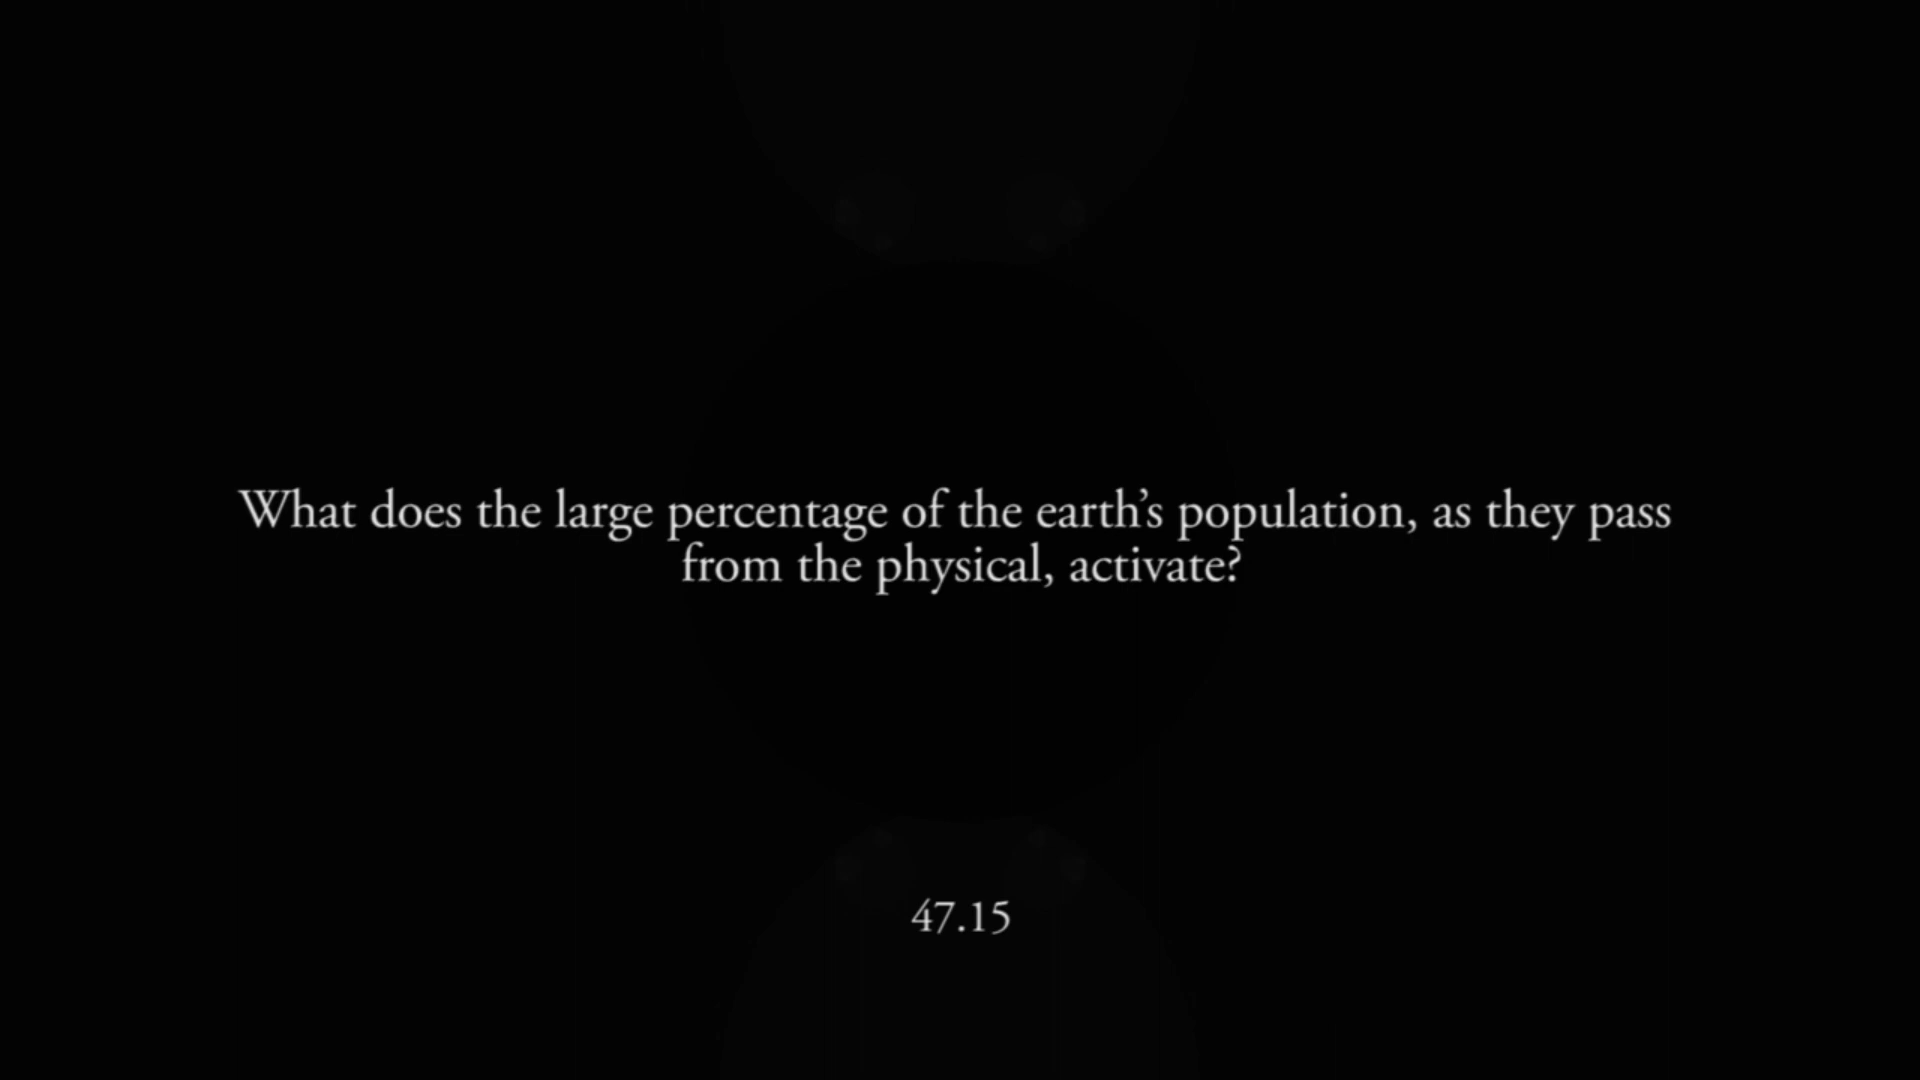 What does the large percentage of the earth’s population, as they pass
from the physical, activate?
47.15